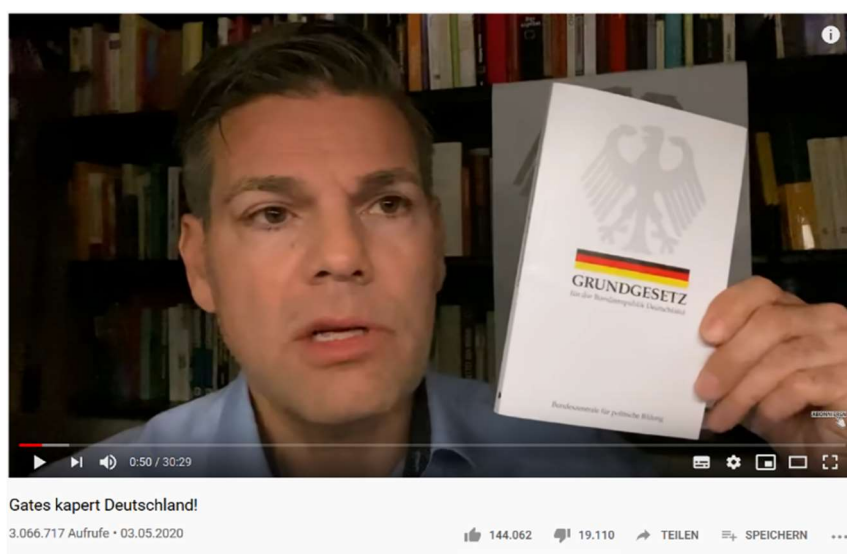 GRUNDGESETZ
für die Bundesrepublik Deutschland
Bundeszentrale für politische Bildung
0:50 / 30:29
Gates kapert Deutschland!
3.066.717 Aufrufe • 03.05.2020
144.062
19.110
TEILEN
SPEICHERN